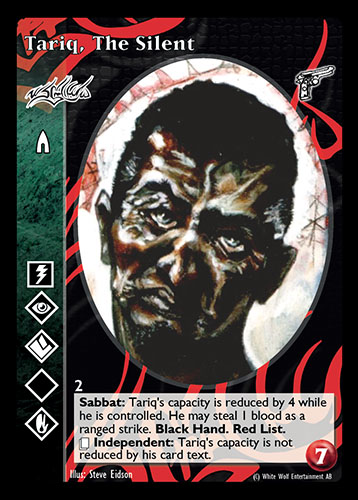 Tariq, The Silent
2
Sabbat: Tariq's capacity is reduced by 4 while
he is controlled. He may steal 1 blood as a
ranged strike. Black Hand. Red List.
Independent: Tariq's capacity is not
reduced by his card text.
7
Illus: Steve Eidson
(C) White Wolf Entertainment AB